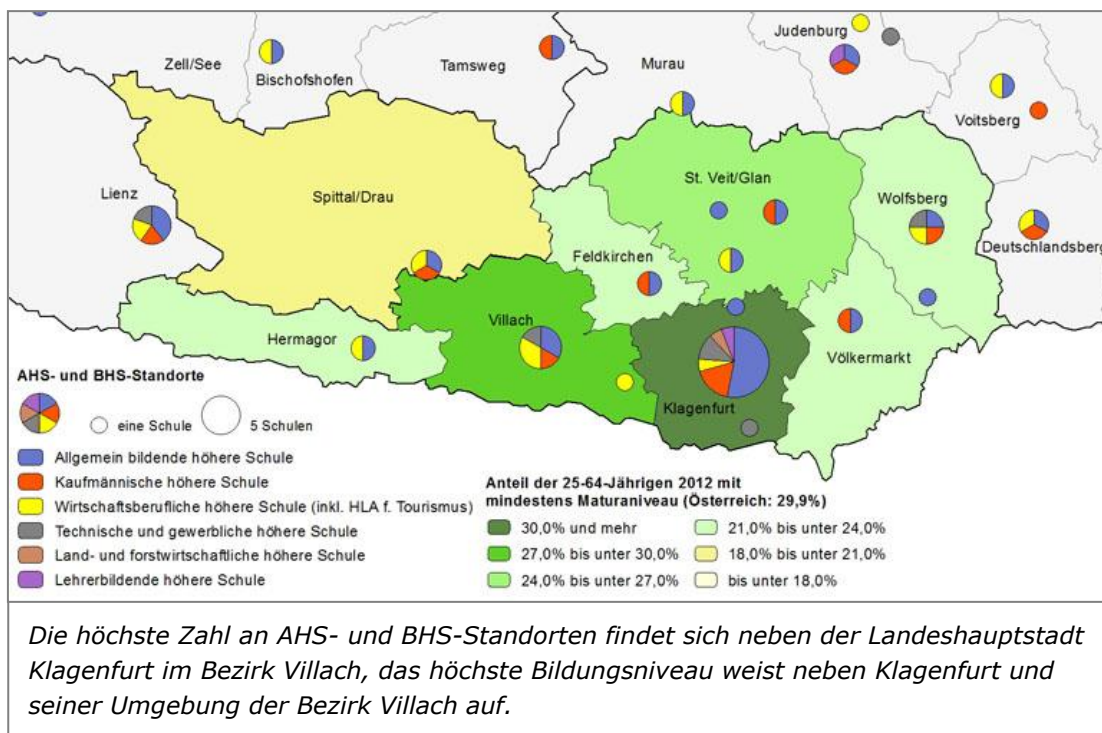 Judenburg
Zell/See
Bischofshofen
Tamsweg
Murau
Voitsberg
Lienz
Spittal/Drau
St. Veit/Glan
Wolfsberg
Deutschlandsberg
Feldkirchen
Villach
Hermagor
Völkermarkt
Klagenfurt
AHS- und BHS-Standorte
eine Schule
5 Schulen
Allgemein bildende höhere Schule
Kaufmännische höhere Schule
Wirtschaftsberufliche höhere Schule (inkl. HLA f. Tourismus)
Technische und gewerbliche höhere Schule
Land- und forstwirtschaftliche höhere Schule
Lehrerbildende höhere Schule
Anteil der 25-64-Jährigen 2012 mit
mindestens Maturaniveau (Österreich: 29,9%)
30,0% und mehr
27,0% bis unter 30,0%
24,0% bis unter 27,0%
21,0% bis unter 24,0%
18,0% bis unter 21,0%
bis unter 18,0%
Die höchste Zahl an AHS- und BHS-Standorten findet sich neben der Landeshauptstadt
Klagenfurt im Bezirk Villach, das höchste Bildungsniveau weist neben Klagenfurt und
seiner Umgebung der Bezirk Villach auf.